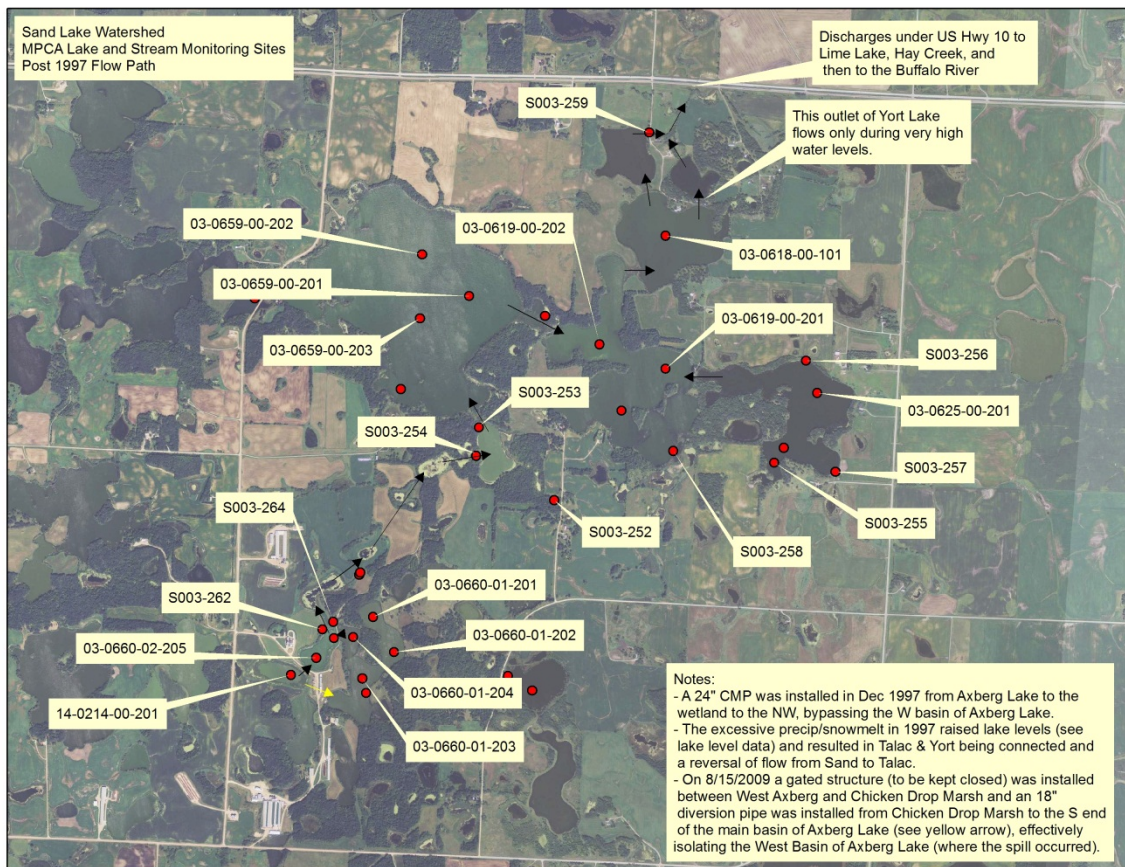 Sand Lake Watershed
MPCA Lake and Stream Monitoring Sites
Post 1997 Flow Path
Discharges under US Hwy 10 to
Lime Lake, Hay Creek, and
then to the Buffalo River
S003-259
This outlet of Yort Lake
flows only during very high
water levels.
03-0659-00-202
03-0619-00-202
03-0618-00-101
03-0659-00-201
03-0619-00-201
03-0659-00-203
S003-256
S003-253
03-0625-00-201
S003-254
S003-257
S003-264
S003-252
S003-255
S003-258
03-0660-01-201
S003-262
03-0660-01-202
03-0660-02-205
03-0660-01-204
14-0214-00-201
03-0660-01-203
Notes:
- A 24" CMP was installed in Dec 1997 from Axberg Lake to the
wetland to the NW, bypassing the W basin of Axberg Lake.
- The excessive precip/snowmelt in 1997 raised lake levels (see
lake level data) and resulted in Talac & Yort being connected and
a reversal of flow from Sand to Talac.
- On 8/15/2009 a gated structure (to be kept closed) was installed
between West Axberg and Chicken Drop Marsh and an 18"
diversion pipe was installed from Chicken Drop Marsh to the S end
of the main basin of Axberg Lake (see yellow arrow), effectively
isolating the West Basin of Axberg Lake (where the spill occurred).